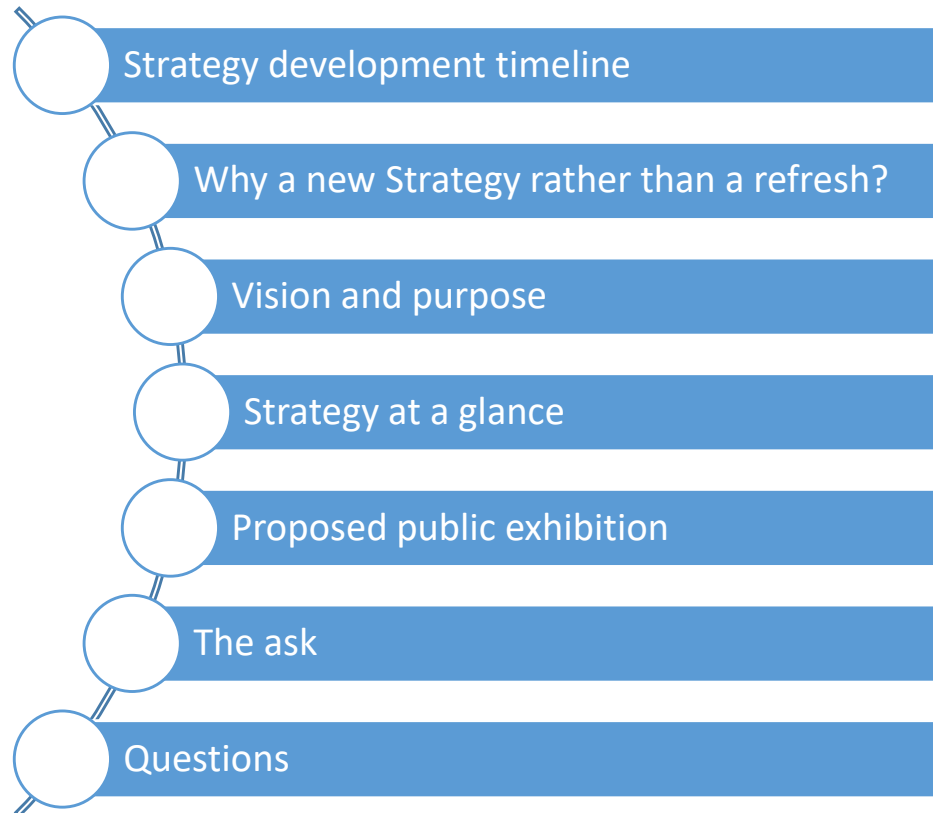 Strategy development timeline
Why a new Strategy rather than a refresh?
Vision and purpose
Strategy at a glance
Proposed public exhibition
The ask
Questions